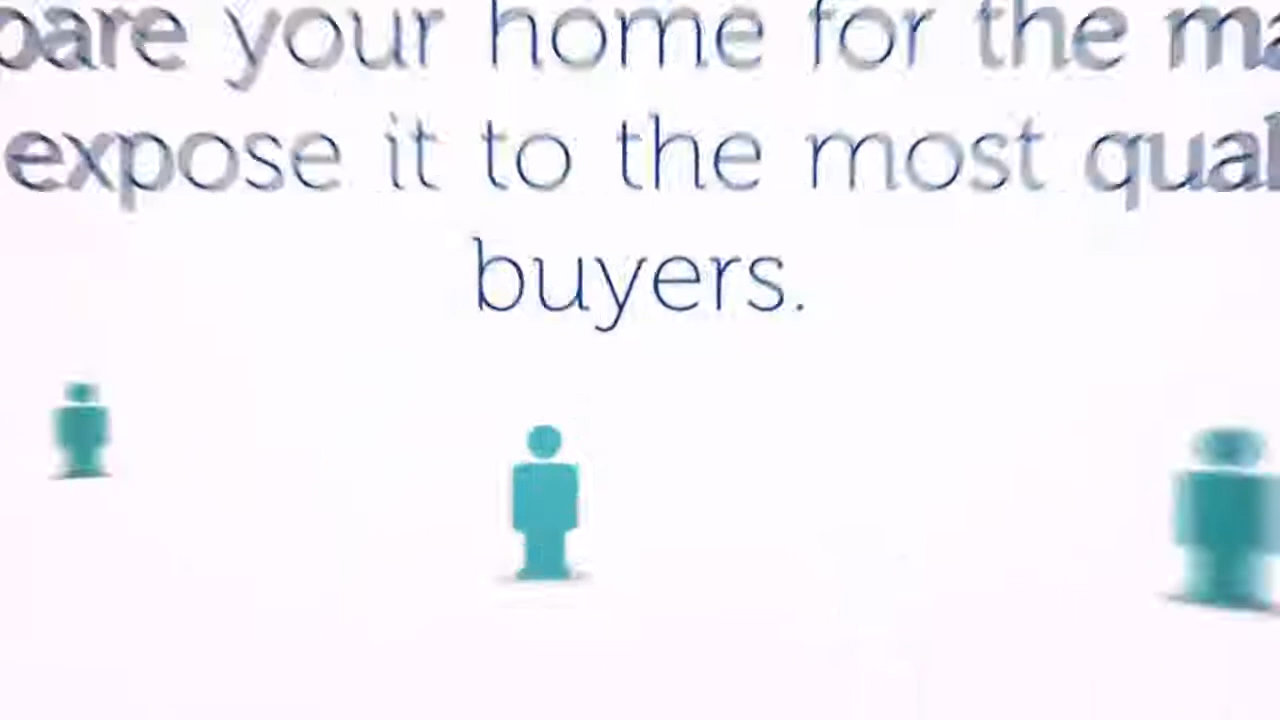 pare your home for the ma
expose it to the most qual
buyers.